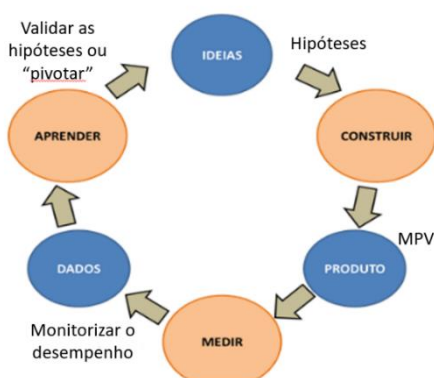 Validar as
hipóteses ou
“pivotar”
IDEIAS
Hipóteses
APRENDER
CONSTRUIR
MPV
DADOS
PRODUTO
Monitorizar o
desempenho
MEDIR